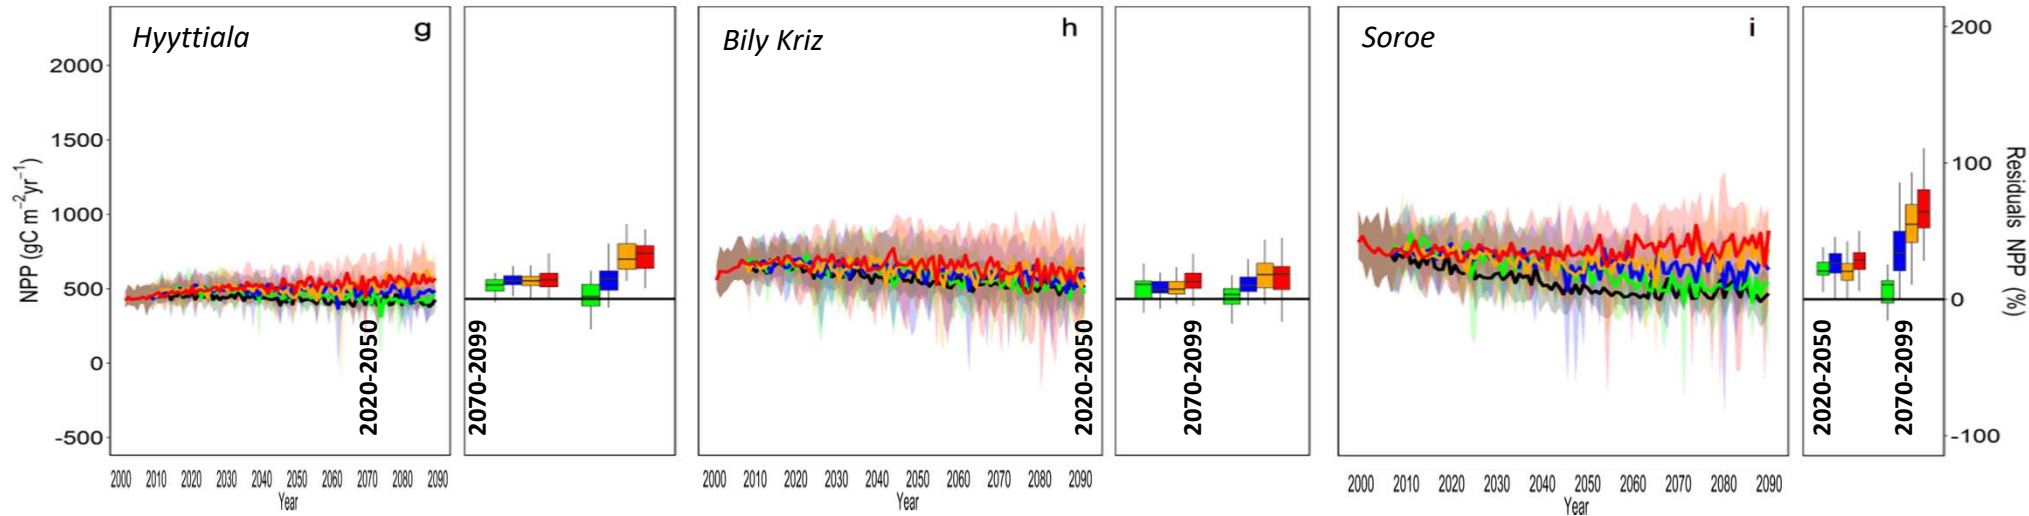 Hyyttiala
g
Bily Kriz
h
Soroe
i
NPP (gC m⁻²yr⁻¹)
2000
1500
1000
500
0
-500
2020-2050
2070-2099
2020-2050
2070-2099
2020-2050
2070-2099
200
100
0
-100
Residuals NPP (%)
2000 2010 2020 2030 2040 2050 2060 2070 2080 2090
Year
2000 2010 2020 2030 2040 2050 2060 2070 2080 2090
Year
2000 2010 2020 2030 2040 2050 2060 2070 2080 2090
Year